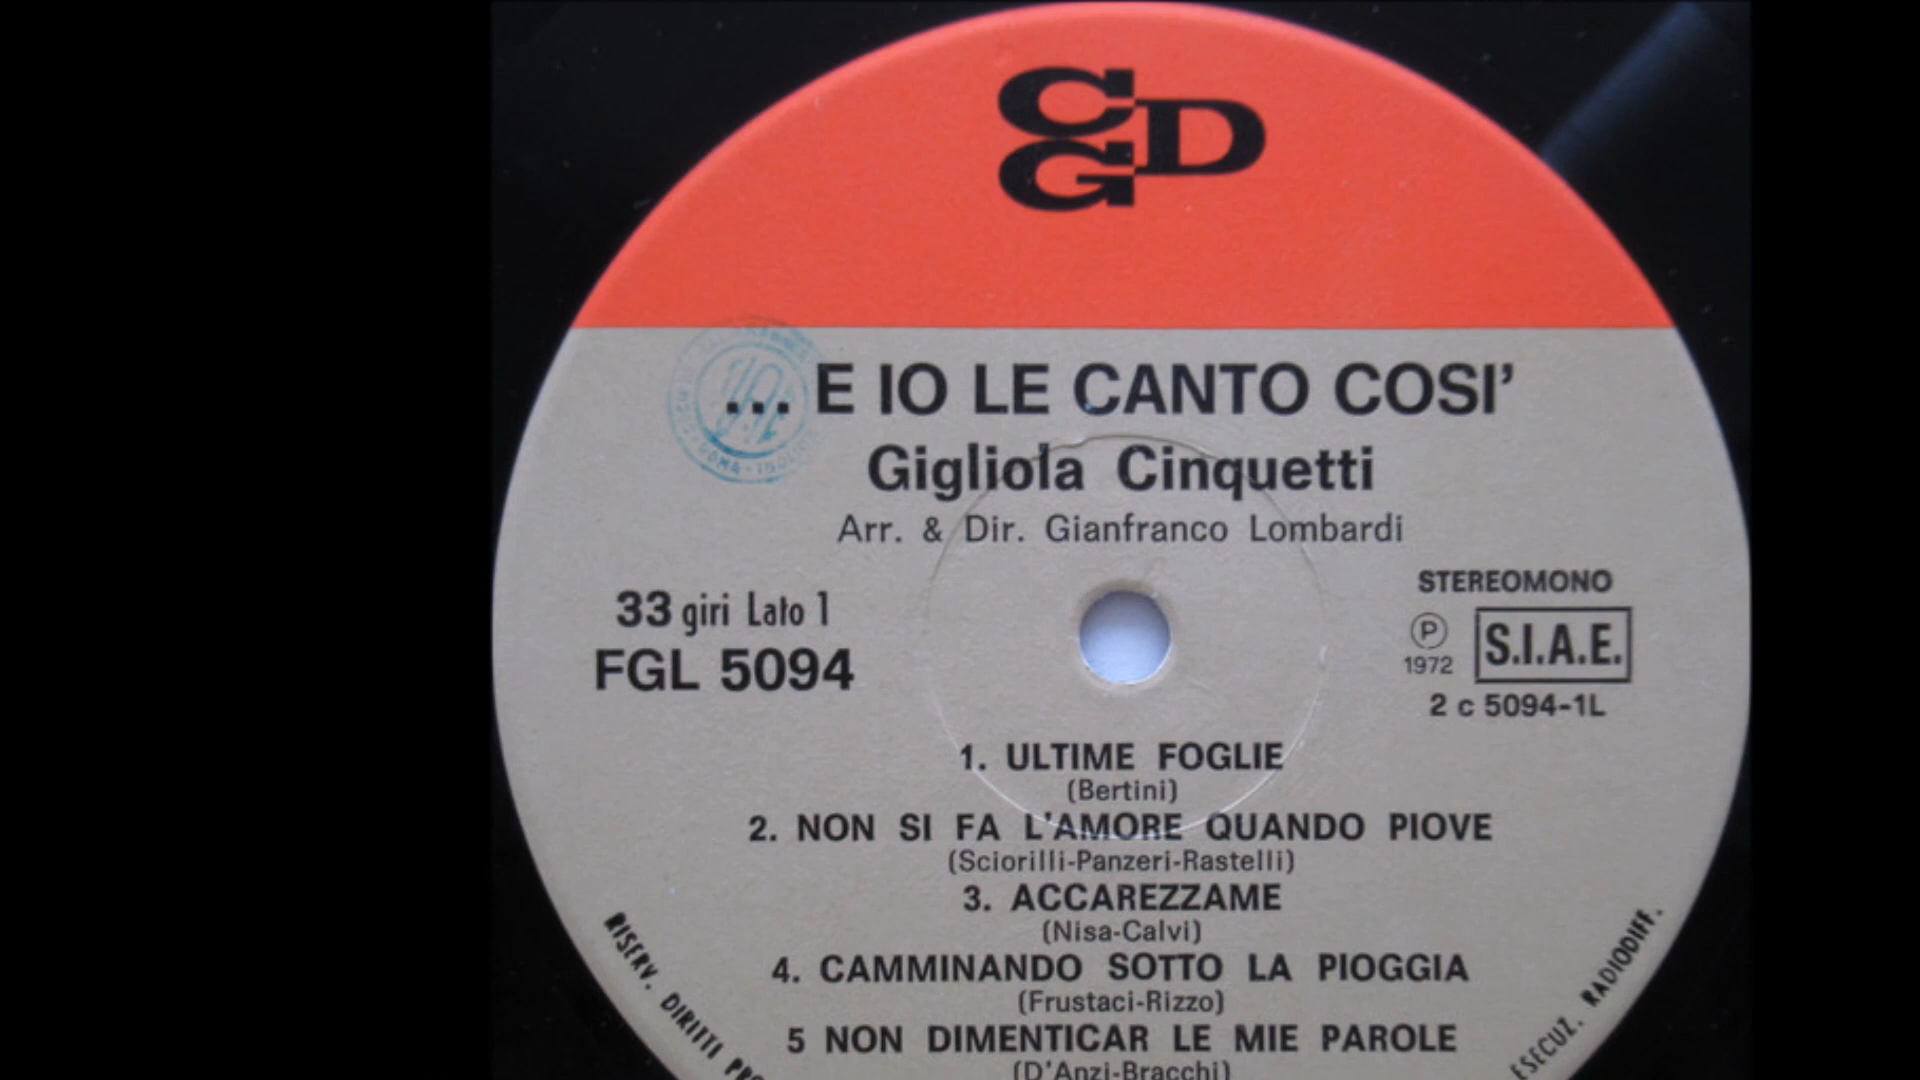 CGD
... E IO LE CANTO COSI'
Gigliola Cinquetti
Arr. & Dir. Gianfranco Lombardi
33 giri Lato 1
FGL 5094
STEREOMONO
Ⓟ 1972
S.I.A.E.
2 c 5094-1L
1. ULTIME FOGLIE
(Bertini)
2. NON SI FA L'AMORE QUANDO PIOVE
(Sciorilli-Panzeri-Rastelli)
3. ACCAREZZAME
(Nisa-Calvi)
4. CAMMINANDO SOTTO LA PIOGGIA
(Frustaci-Rizzo)
5 NON DIMENTICAR LE MIE PAROLE
(D'Anzi-Bracchi)
RISERV. DIRITTI
ESECUZ. RADIODIFF.